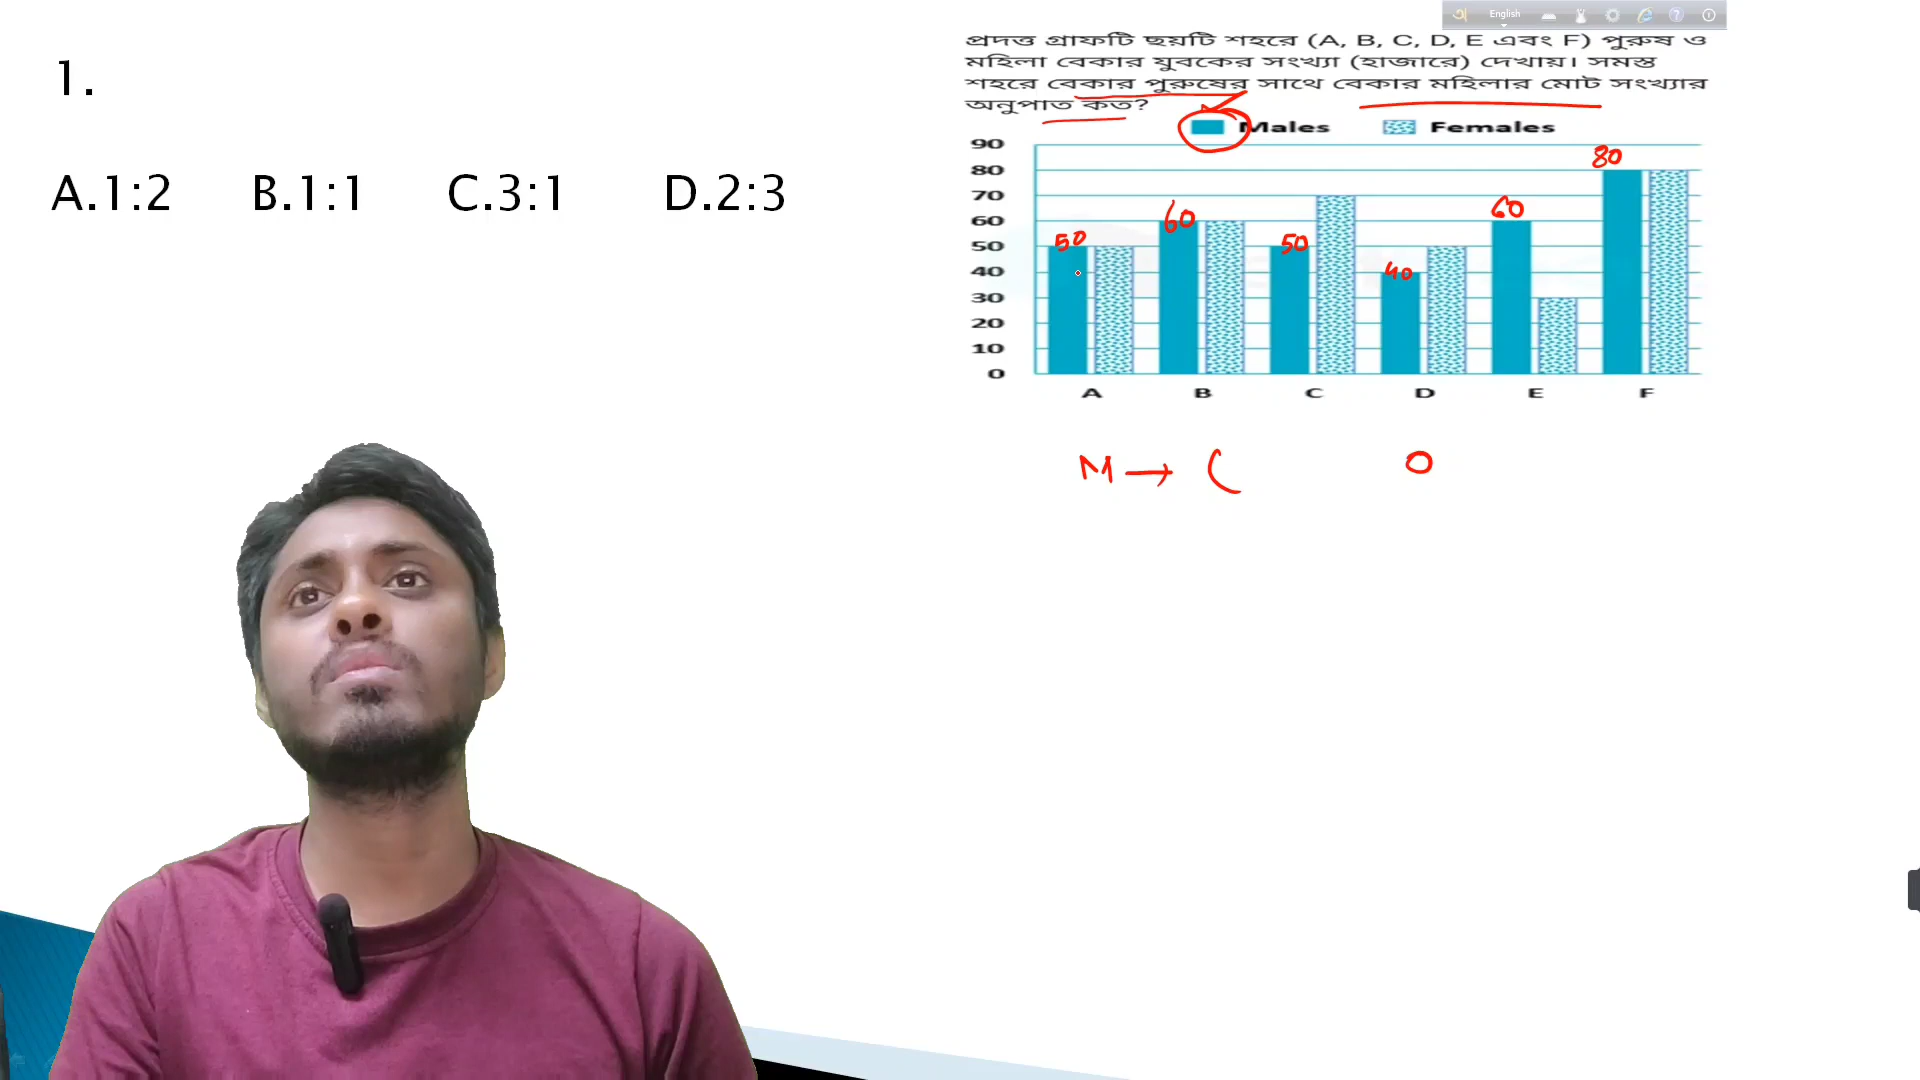 English
1.
A.1:2 B.1:1 C.3:1 D.2:3
প্রদত্ত গ্রাফটি ছয়টি শহরে (A, B, C, D, E এবং F) পুরুষ ও
মহিলা বেকার যুবকের সংখ্যা (হাজারে) দেখায়। সমস্ত
শহরে বেকার পুরুষের সাথে বেকার মহিলার মোট সংখ্যার
অনুপাত কত?
Males Females
90
80
70
60
50
40
30
20
10
0
50 60 50 40 60 80
A B C D E F
M → ( 0